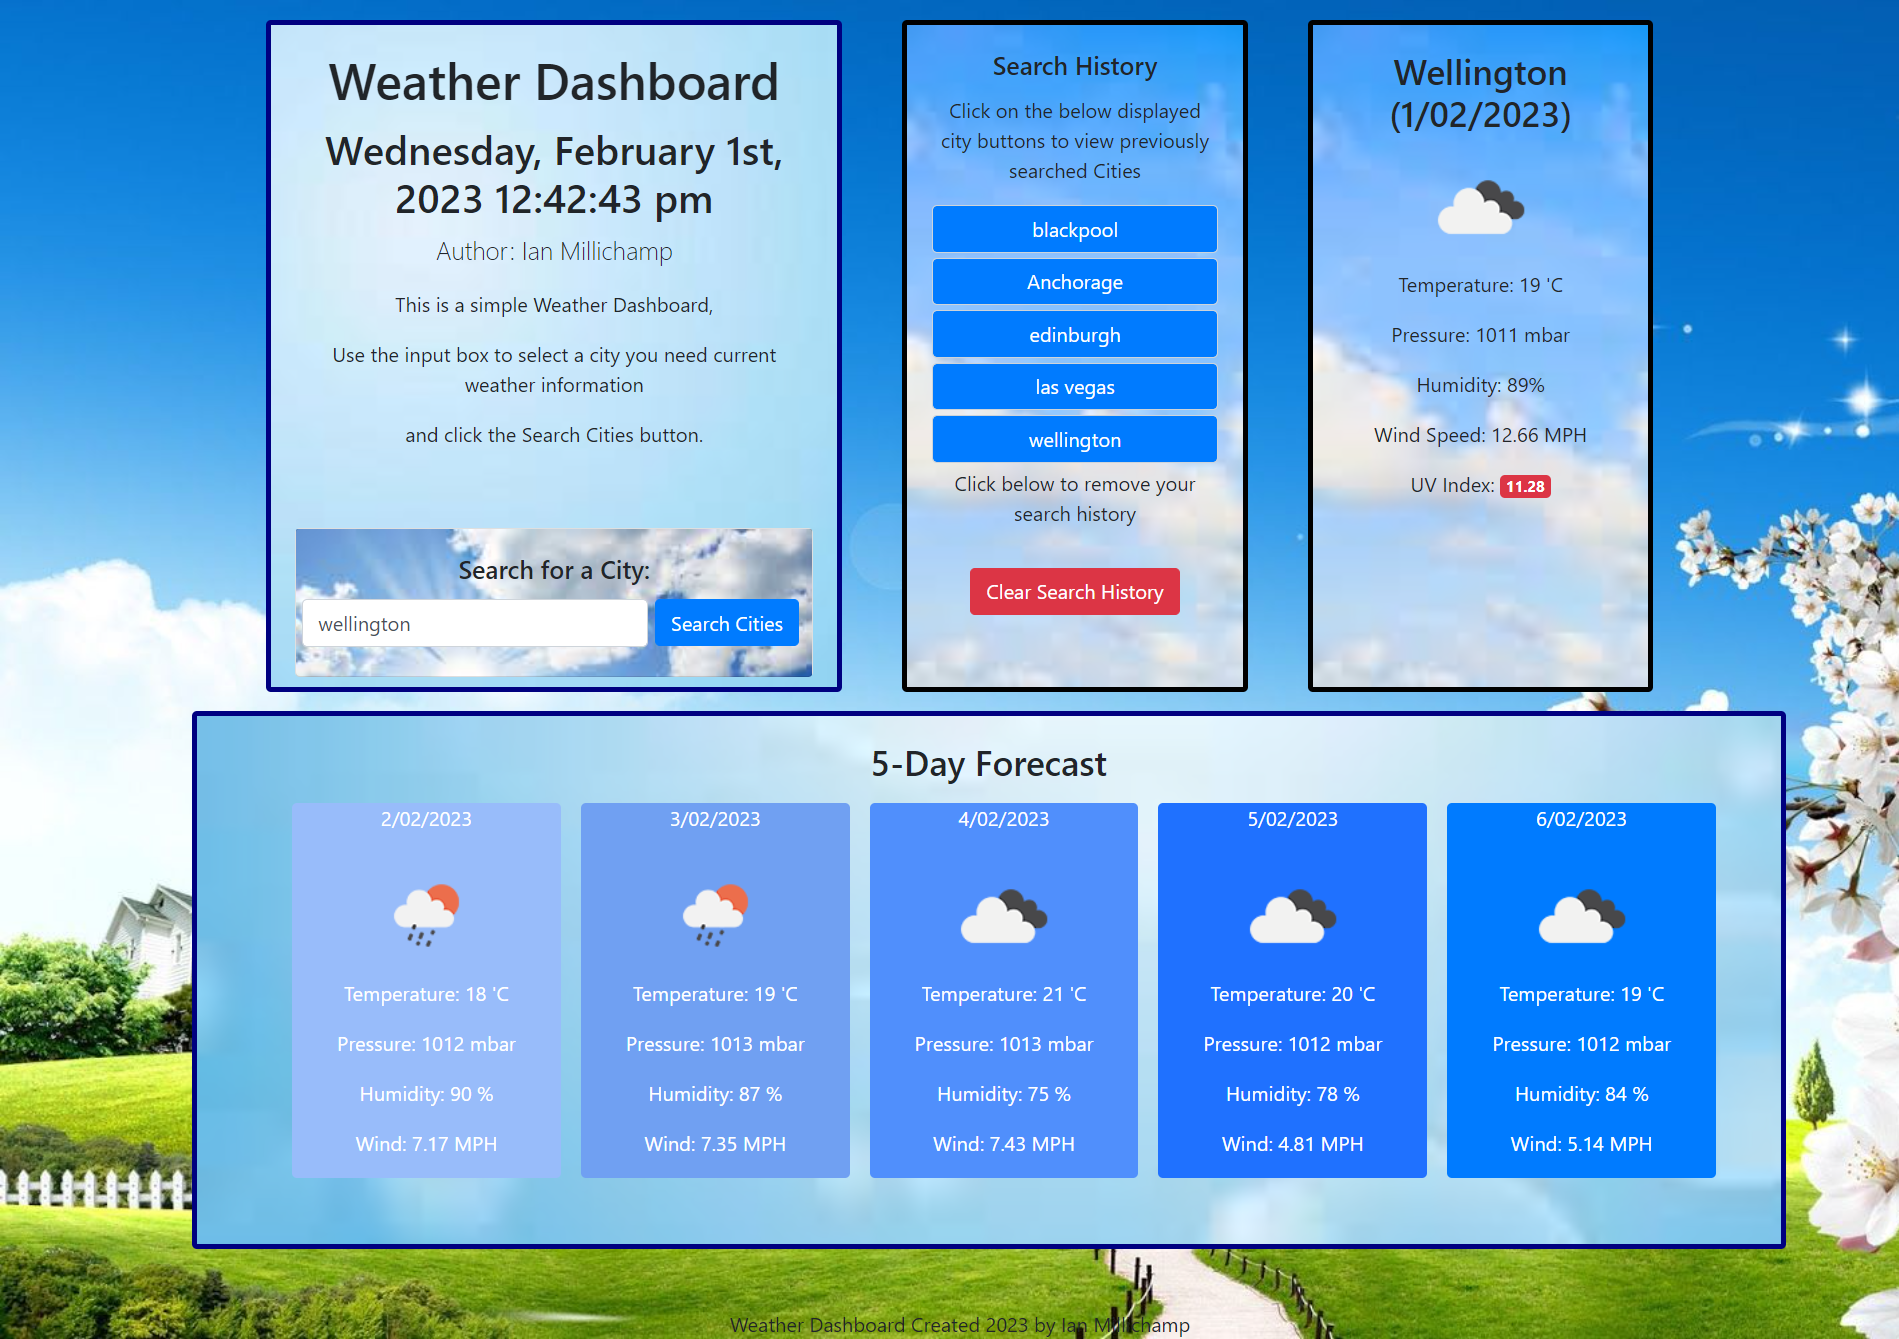 Weather Dashboard
Wednesday, February 1st,
2023 12:42:43 pm
Author: Ian Millichamp
This is a simple Weather Dashboard,
Use the input box to select a city you need current
weather information
and click the Search Cities button.
Search for a City:
wellington
Search Cities
Search History
Click on the below displayed
city buttons to view previously
searched Cities
blackpool
Anchorage
edinburgh
las vegas
wellington
Click below to remove your
search history
Clear Search History
Wellington
(1/02/2023)
Temperature: 19 'C
Pressure: 1011 mbar
Humidity: 89%
Wind Speed: 12.66 MPH
UV Index: 11.28
5-Day Forecast
2/02/2023
Temperature: 18 'C
Pressure: 1012 mbar
Humidity: 90 %
Wind: 7.17 MPH
3/02/2023
Temperature: 19 'C
Pressure: 1013 mbar
Humidity: 87 %
Wind: 7.35 MPH
4/02/2023
Temperature: 21 'C
Pressure: 1013 mbar
Humidity: 75 %
Wind: 7.43 MPH
5/02/2023
Temperature: 20 'C
Pressure: 1012 mbar
Humidity: 78 %
Wind: 4.81 MPH
6/02/2023
Temperature: 19 'C
Pressure: 1012 mbar
Humidity: 84 %
Wind: 5.14 MPH
Weather Dashboard Created 2023 by Ian Millichamp